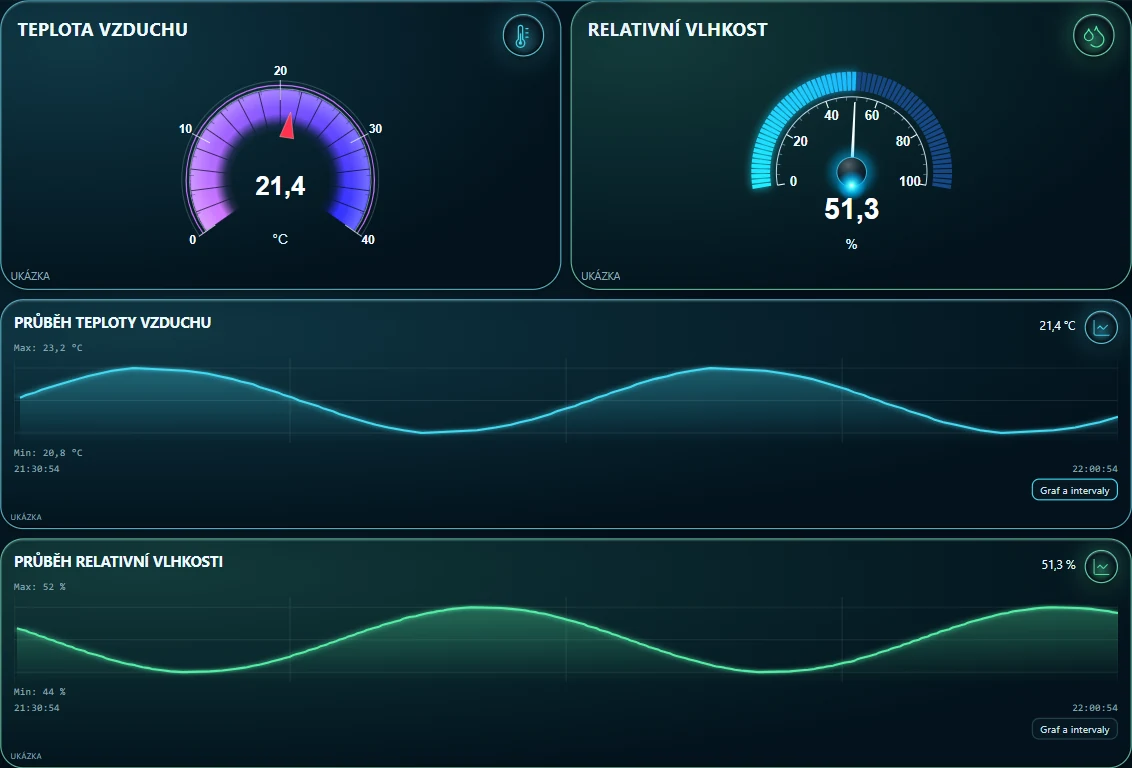 TEPLOTA VZDUCHU
20
10
30
21,4
0
40
°C
UKÁZKA
RELATIVNÍ VLHKOST
40
60
20
80
0
100
51,3
%
UKÁZKA
PRŮBĚH TEPLOTY VZDUCHU
21,4 °C
Max: 23,2 °C
Min: 20,8 °C
21:30:54
22:00:54
Graf a intervaly
UKÁZKA
PRŮBĚH RELATIVNÍ VLHKOSTI
51,3 %
Max: 52 %
Min: 44 %
21:30:54
22:00:54
Graf a intervaly
UKÁZKA